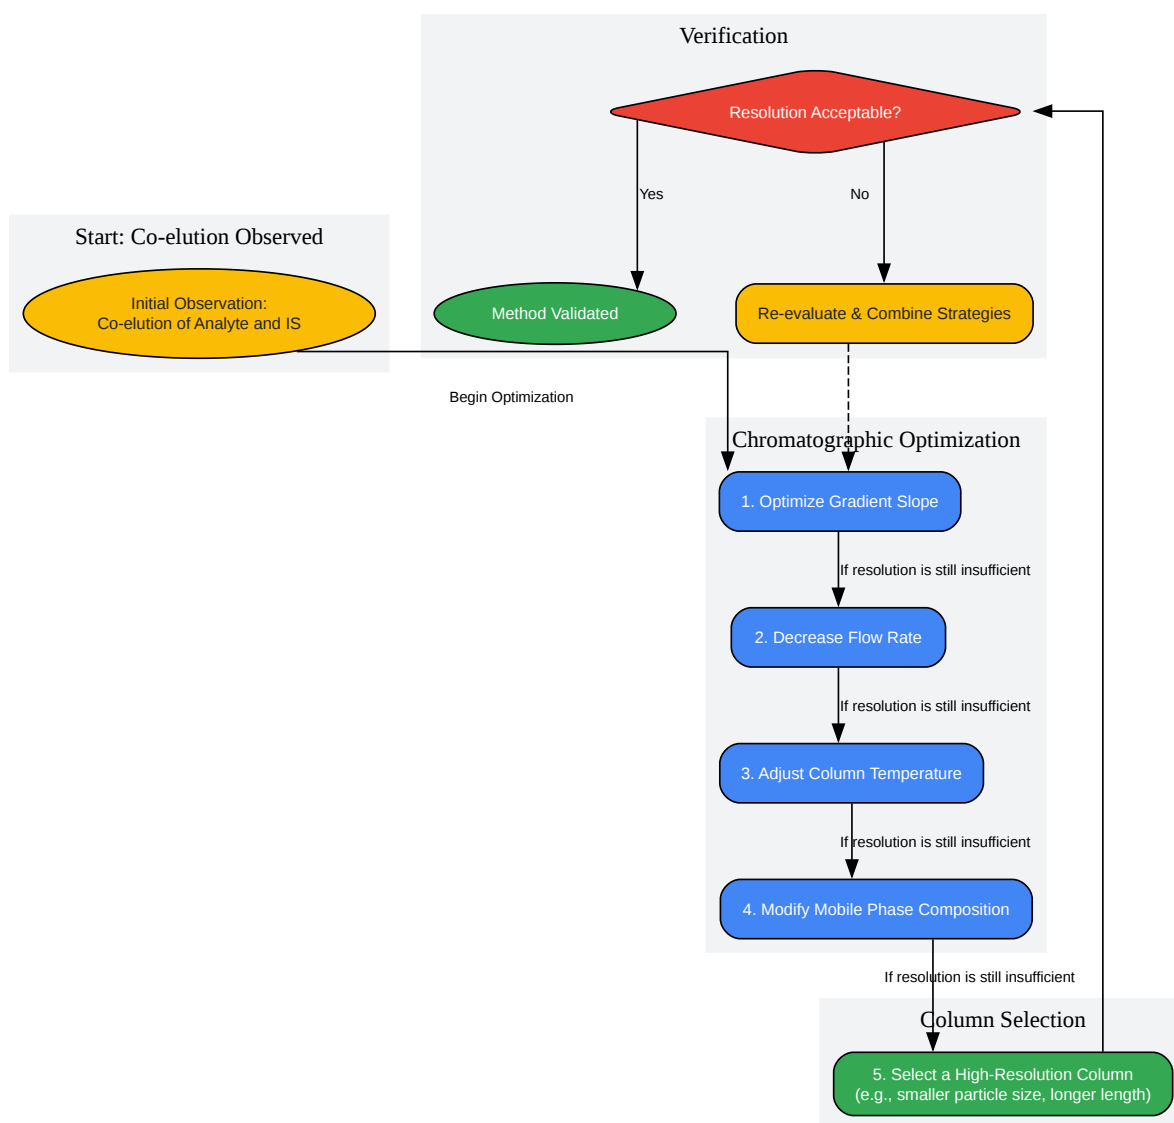 Verification
Resolution Acceptable?
Yes
No
Start: Co-elution Observed
Initial Observation:
Co-elution of Analyte and IS
Method Validated
Re-evaluate & Combine Strategies
Begin Optimization
Chromatographic Optimization
1. Optimize Gradient Slope
If resolution is still insufficient
2. Decrease Flow Rate
If resolution is still insufficient
3. Adjust Column Temperature
If resolution is still insufficient
4. Modify Mobile Phase Composition
If resolution is still insufficient
Column Selection
5. Select a High-Resolution Column
(e.g., smaller particle size, longer length)